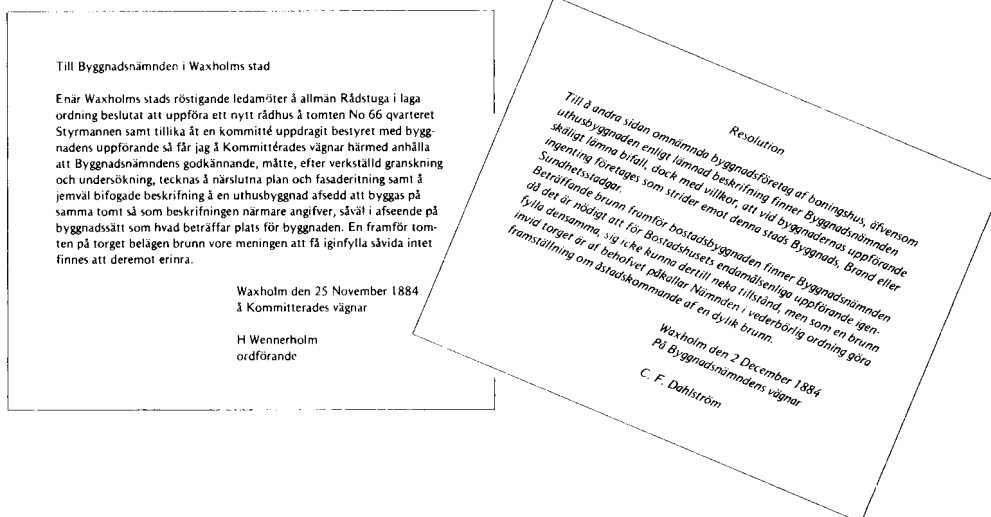 Till Byggnadsnämnden i Waxholms stad
Enär Waxholms stads röstigande ledamöter å allmän Rådstuga i laga
ordning beslutat att uppföra ett nytt rådhus å tomten No 66 qvarteret
Styrmannen samt tillika åt en kommitté uppdragit bestyret med bygg-
nadens uppförande så får jag å Kommittérades vägnar härmed anhålla
att Byggnadsnämndens godkännande, måtte, efter verkställd granskning
och undersökning, tecknas å närslutna plan och fasaderitning samt å
jemväl bifogade beskrifning å en uthusbyggnad afsedd att byggas på
samma tomt så som beskrifningen närmare angifver, såväl i afseende på
byggnadssätt som hvad beträffar plats för byggnaden. En framför tom-
ten på torget belägen brunn vore meningen att få iginfylla såvida intet
finnes att deremot erinra.
Waxholm den 25 November 1884
å Kommitterades vägnar
H Wennerholm
ordförande
Resolution
Till å andra sidan omnämnda byggnadsföretag af boningshus, äfvensom
uthusbyggnaden enligt lämnad beskrifning finner Byggnadsnämnden
skäligt lämna bifall, dock med villkor, att vid byggnadernas uppförande
ingenting företages som strider emot denna stads Byggnads, Brand eller
Sundhetsstadgar.
Beträffande brunn framför bostadsbyggnaden finner Byggnadsnämnden
då det är nödigt att för Bostadshusets endamålsenliga uppförande igen-
fylla densamma, sig icke kunna dertill neka tillstånd, men som en brunn
invid torget är af behofvet påkallar Nämnden i vederbörlig ordning göra
framställning om åstadskommande af en dylik brunn.
Waxholm den 2 December 1884
På Byggnadsnämndens vägnar
C. F. Dahlström